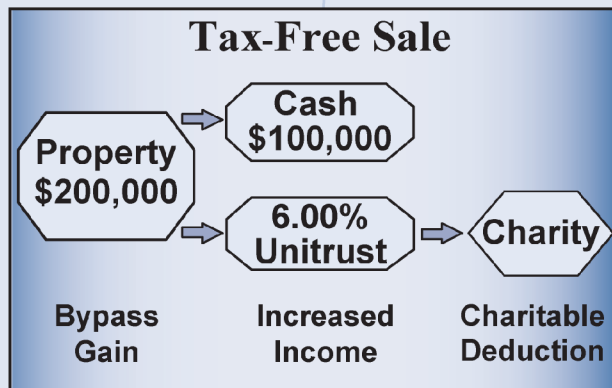 Tax-Free Sale
Property
$200,000
Cash
$100,000
6.00%
Unitrust
Charity
Bypass
Gain
Increased
Income
Charitable
Deduction